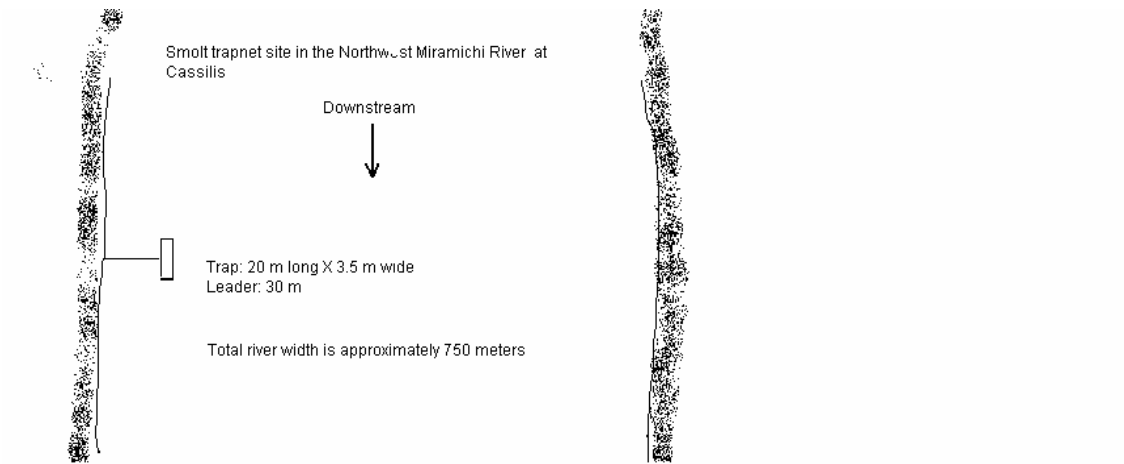 Smolt trapnet site in the Northwest Miramichi River at
Cassilis
Downstream
Trap: 20 m long X 3.5 m wide
Leader: 30 m
Total river width is approximately 750 meters